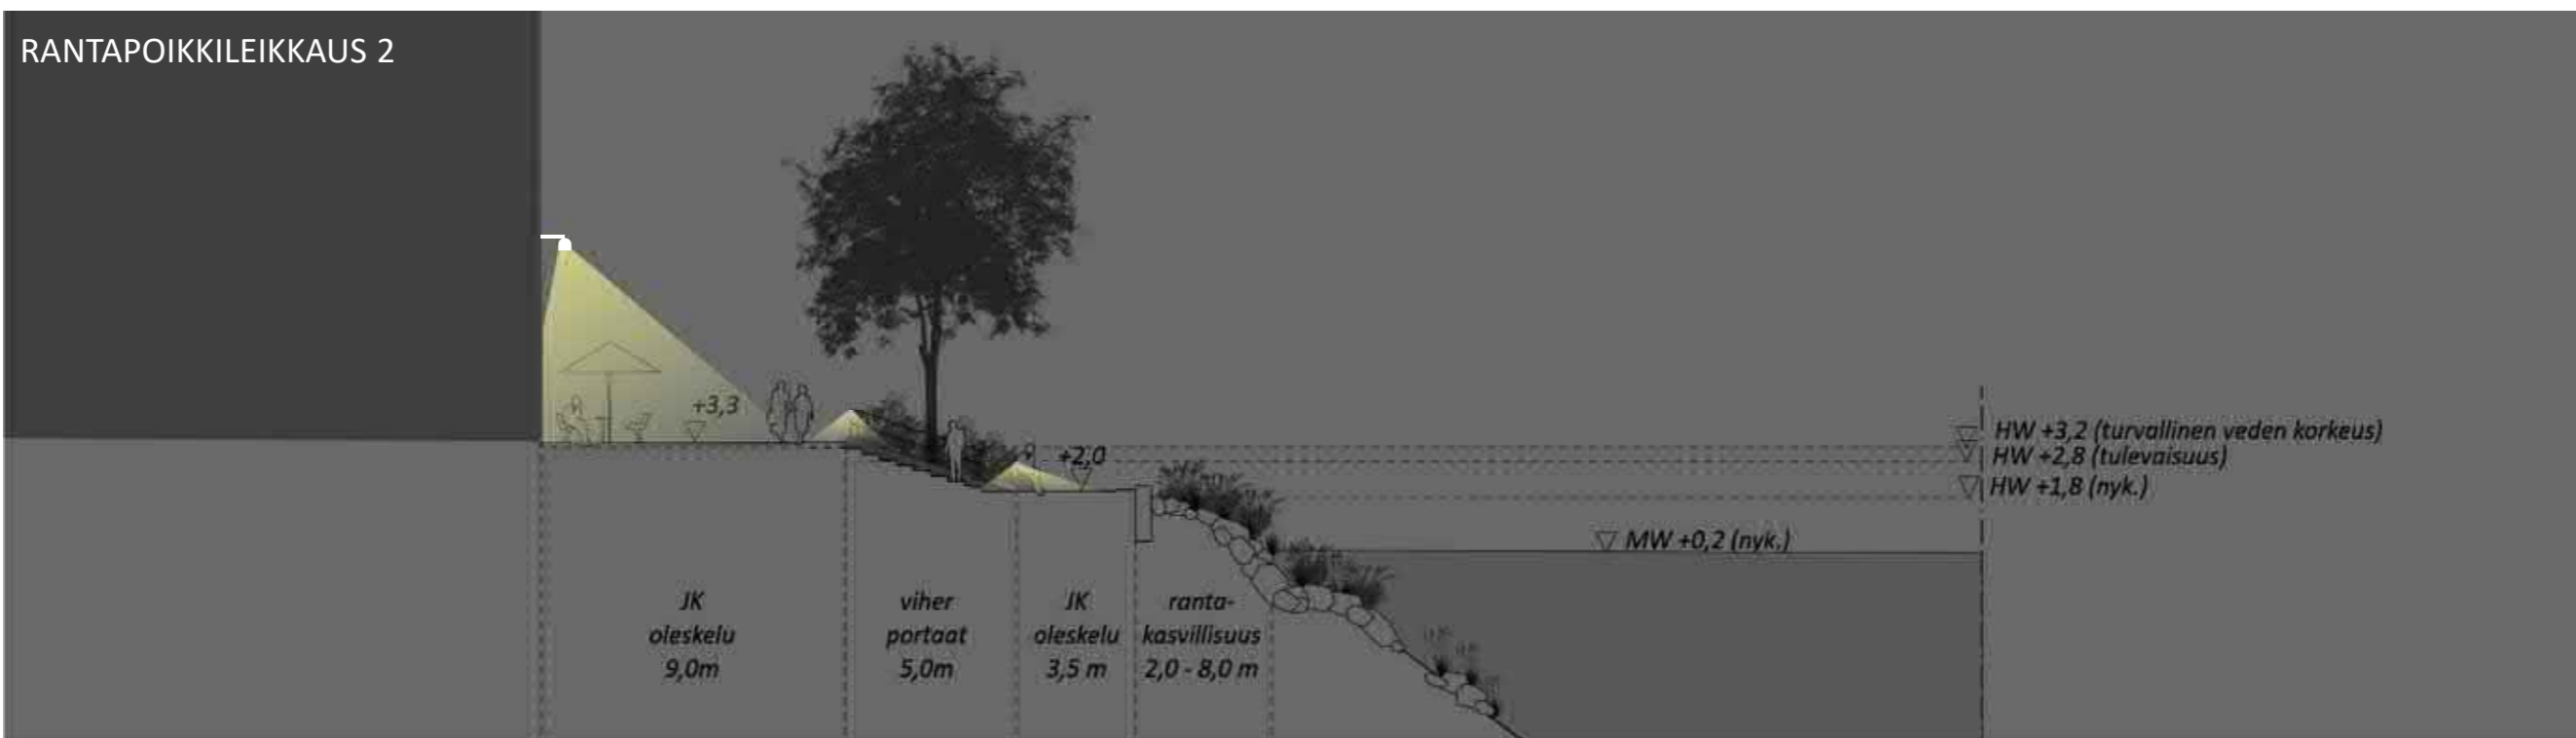 RANTAPOIKKILEIKKAUS 2
+3,3
+2,0
HW +3,2 (turvallinen veden korkeus)
HW +2,8 (tulevaisuus)
HW +1,8 (nyk.)
MW +0,2 (nyk.)
JK
oleskelu
9,0m
viher
portaat
5,0m
JK
oleskelu
3,5 m
ranta-
kasvillisuus
2,0 - 8,0 m